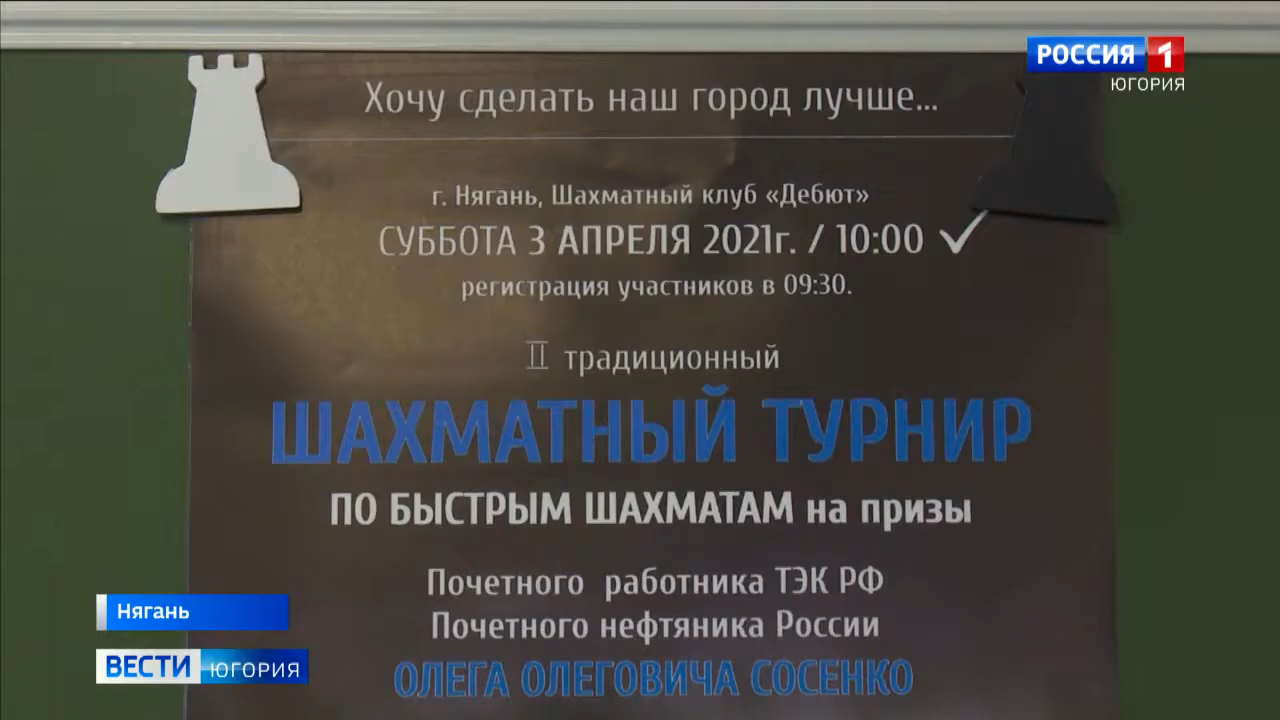 РОССИЯ 1
ЮГОРИЯ
Хочу сделать наш город лучше...
г. Нягань, Шахматный клуб «Дебют»
СУББОТА 3 АПРЕЛЯ 2021г. / 10:00
регистрация участников в 09:30.
II традиционный
ШАХМАТНЫЙ ТУРНИР
ПО БЫСТРЫМ ШАХМАТАМ на призы
Почетного работника ТЭК РФ
Почетного нефтяника России
ОЛЕГА ОЛЕГОВИЧА СОСЕНКО
Нягань
ВЕСТИ ЮГОРИЯ